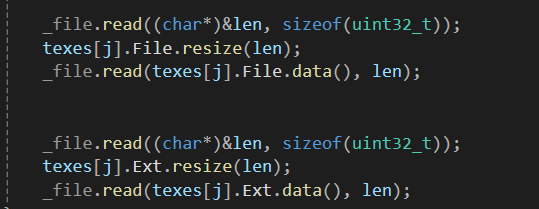 _file.read((char*)&len, sizeof(uint32_t));
texes[j].File.resize(len);
_file.read(texes[j].File.data(), len);
_file.read((char*)&len, sizeof(uint32_t));
texes[j].Ext.resize(len);
_file.read(texes[j].Ext.data(), len);